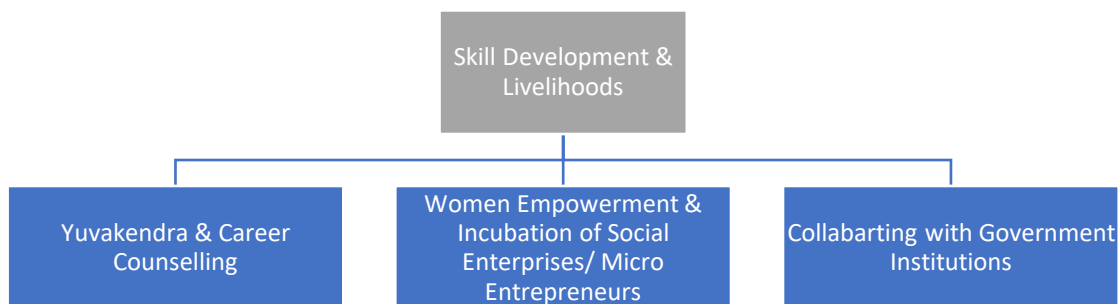 Skill Development &
Livelihoods
Yuvakendra & Career
Counselling
Women Empowerment &
Incubation of Social
Enterprises/ Micro
Entrepreneurs
Collabarting with Government
Institutions